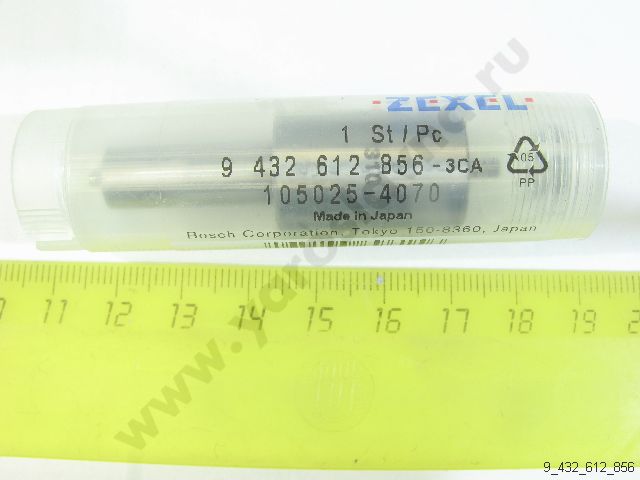 ZEXEL
1 St / Pc
9 432 612 856 -3CA
105025-4070
Made in Japan
Bosch Corporation, Tokyo 150-8360, Japan
05
PP
11 12 13 14 15 16 17 18 19
9_432_612_856